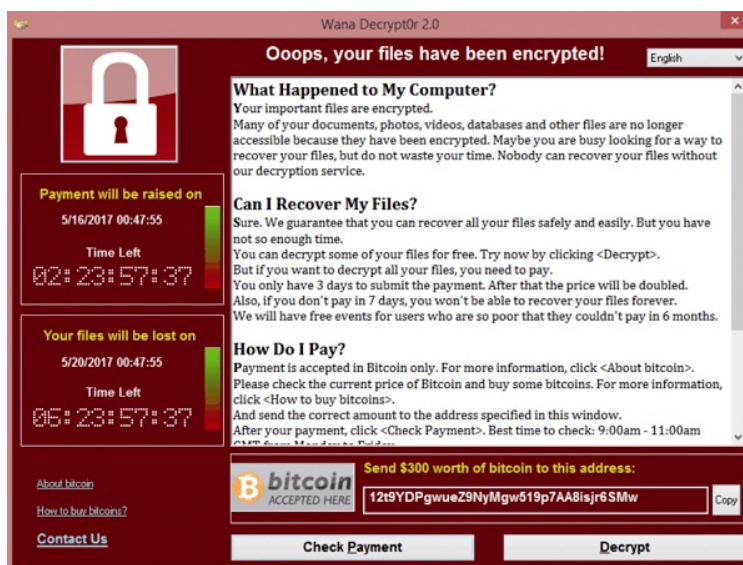 Wana Decrypt0r 2.0
Ooops, your files have been encrypted!
English
What Happened to My Computer?
Your important files are encrypted.
Many of your documents, photos, videos, databases and other files are no longer
accessible because they have been encrypted. Maybe you are busy looking for a way to
recover your files, but do not waste your time. Nobody can recover your files without
our decryption service.
Can I Recover My Files?
Sure. We guarantee that you can recover all your files safely and easily. But you have
not so enough time.
You can decrypt some of your files for free. Try now by clicking <Decrypt>.
But if you want to decrypt all your files, you need to pay.
You only have 3 days to submit the payment. After that the price will be doubled.
Also, if you don't pay in 7 days, you won't be able to recover your files forever.
We will have free events for users who are so poor that they couldn't pay in 6 months.
How Do I Pay?
Payment is accepted in Bitcoin only. For more information, click <About bitcoin>.
Please check the current price of Bitcoin and buy some bitcoins. For more information,
click <How to buy bitcoins>.
And send the correct amount to the address specified in this window.
After your payment, click <Check Payment>. Best time to check: 9:00am - 11:00am
GMT from Monday to Friday.
Payment will be raised on
5/16/2017 00:47:55
Time Left
02:23:57:37
Your files will be lost on
5/20/2017 00:47:55
Time Left
06:23:57:37
About bitcoin
How to buy bitcoins?
Contact Us
bitcoin
ACCEPTED HERE
Send $300 worth of bitcoin to this address:
12t9YDPgwueZ9NyMgw519p7AA8isjr6SMw
Copy
Check Payment
Decrypt